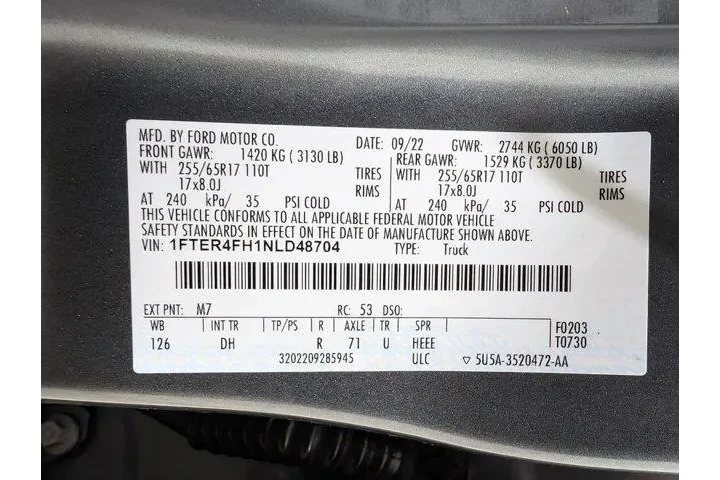 MFD. BY FORD MOTOR CO. DATE: 09/22 GVWR: 2744 KG ( 6050 LB)
FRONT GAWR: 1420 KG ( 3130 LB) REAR GAWR: 1529 KG ( 3370 LB)
WITH 255/65R17 110T TIRES WITH 255/65R17 110T TIRES
17x8.0J RIMS 17x8.0J RIMS
AT 240 kPa/ 35 PSI COLD AT 240 kPa/ 35 PSI COLD
THIS VEHICLE CONFORMS TO ALL APPLICABLE FEDERAL MOTOR VEHICLE
SAFETY STANDARDS IN EFFECT ON THE DATE OF MANUFACTURE SHOWN ABOVE.
VIN: 1FTER4FH1NLD48704 TYPE: Truck
EXT PNT: M7 RC: 53 DSO:
WB INT TR TP/PS R AXLE TR SPR F0203
126 DH R 71 U HEEE T0730
3202209285945 ULC ▽ 5U5A-3520472-AA